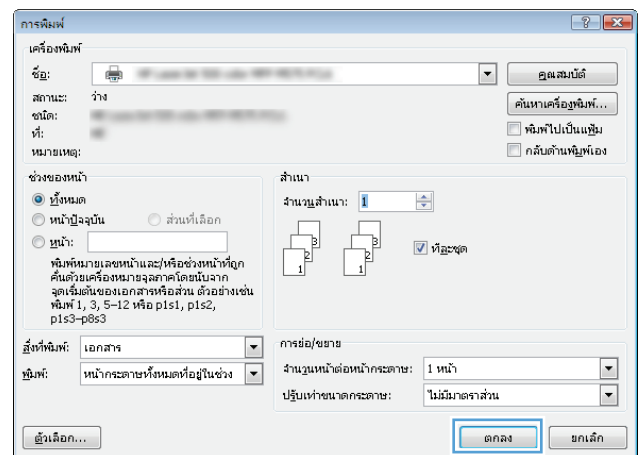 การพิมพ์
เครื่องพิมพ์
ชื่อ:
คุณสมบัติ
สถานะ: ว่าง
ค้นหาเครื่องพิมพ์...
ชนิด:
ที่:
พิมพ์ไปเป็นแฟ้ม
หมายเหตุ:
กลับด้านพิมพ์เอง
ช่วงของหน้า
ทั้งหมด
หน้าปัจจุบัน ส่วนที่เลือก
หน้า:
พิมพ์หมายเลขหน้าและ/หรือช่วงหน้าที่ถูก
คั่นด้วยเครื่องหมายจุลภาคโดยนับจาก
จุดเริ่มต้นของเอกสารหรือส่วน ตัวอย่างเช่น
พิมพ์ 1, 3, 5–12 หรือ p1s1, p1s2,
p1s3–p8s3
สำเนา
จำนวนสำเนา: 1
1 2 3 1 2 3
ทีละชุด
สิ่งที่พิมพ์: เอกสาร
พิมพ์: หน้ากระดาษทั้งหมดที่อยู่ในช่วง
การย่อ/ขยาย
จำนวนหน้าต่อหน้ากระดาษ: 1 หน้า
ปรับเท่าขนาดกระดาษ: ไม่มีมาตราส่วน
ตัวเลือก...
ตกลง
ยกเลิก